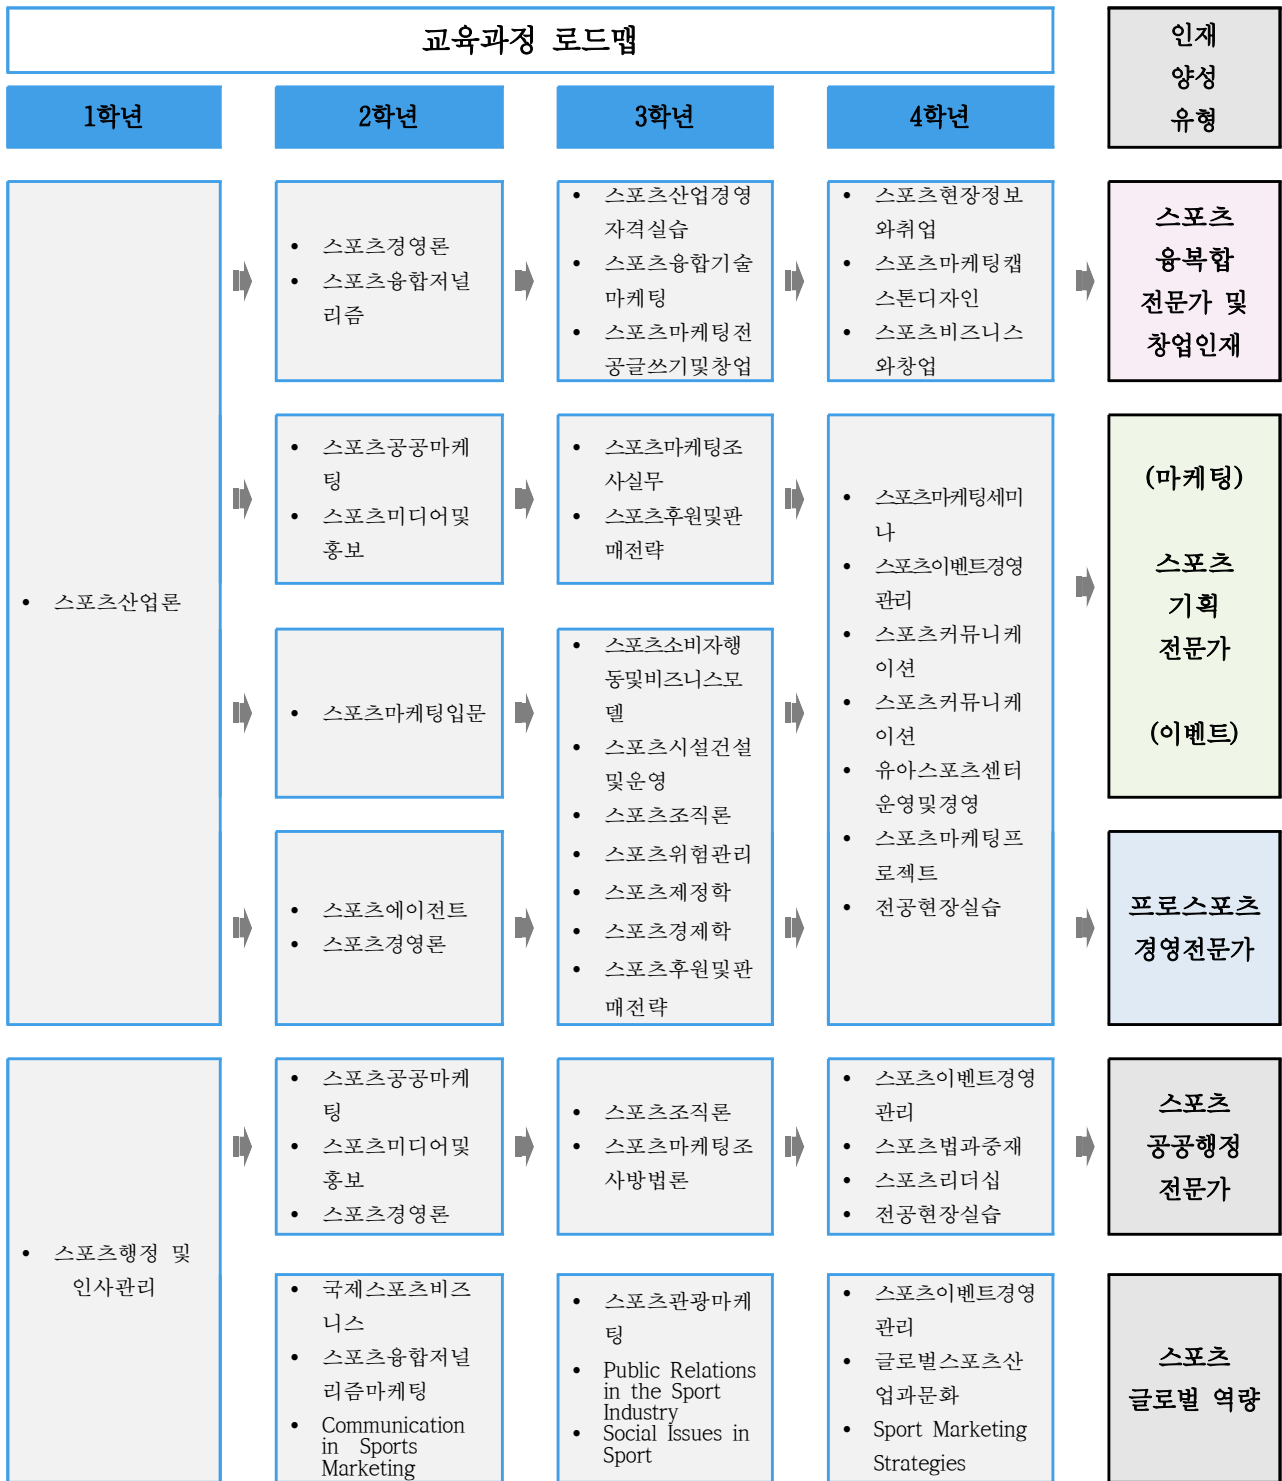 교육과정 로드맵
인재
양성
유형
1학년
2학년
3학년
4학년
• 스포츠산업론
• 스포츠경영론
• 스포츠융합저널
리즘
• 스포츠산업경영
자격실습
• 스포츠융합기술
마케팅
• 스포츠마케팅전
공글쓰기및창업
• 스포츠현장정보
와취업
• 스포츠마케팅캡
스톤디자인
• 스포츠비즈니스
와창업
스포츠
융복합
전문가 및
창업인재
• 스포츠공공마케
팅
• 스포츠미디어및
홍보
• 스포츠마케팅조
사실무
• 스포츠후원및판
매전략
• 스포츠마케팅세미
나
• 스포츠이벤트경영
관리
• 스포츠커뮤니케
이션
• 스포츠커뮤니케
이션
• 유아스포츠센터
운영및경영
• 스포츠마케팅프
로젝트
• 전공현장실습
(마케팅)
스포츠
기획
전문가
(이벤트)
• 스포츠마케팅입문
• 스포츠소비자행
동및비즈니스모
델
• 스포츠시설건설
및운영
• 스포츠조직론
• 스포츠위험관리
• 스포츠제정학
• 스포츠경제학
• 스포츠후원및판
매전략
• 스포츠에이전트
• 스포츠경영론
프로스포츠
경영전문가
• 스포츠행정 및
인사관리
• 스포츠공공마케
팅
• 스포츠미디어및
홍보
• 스포츠경영론
• 스포츠조직론
• 스포츠마케팅조
사방법론
• 스포츠이벤트경영
관리
• 스포츠법과중재
• 스포츠리더십
• 전공현장실습
스포츠
공공행정
전문가
• 국제스포츠비즈
니스
• 스포츠융합저널
리즘마케팅
• Communication
in Sports
Marketing
• 스포츠관광마케
팅
• Public Relations
in the Sport
Industry
• Social Issues in
Sport
• 스포츠이벤트경영
관리
• 글로벌스포츠산
업과문화
• Sport Marketing
Strategies
스포츠
글로벌 역량